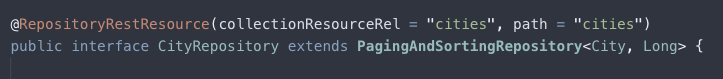 @RepositoryRestResource(collectionResourceRel = "cities", path = "cities")
public interface CityRepository extends PagingAndSortingRepository<City, Long> {